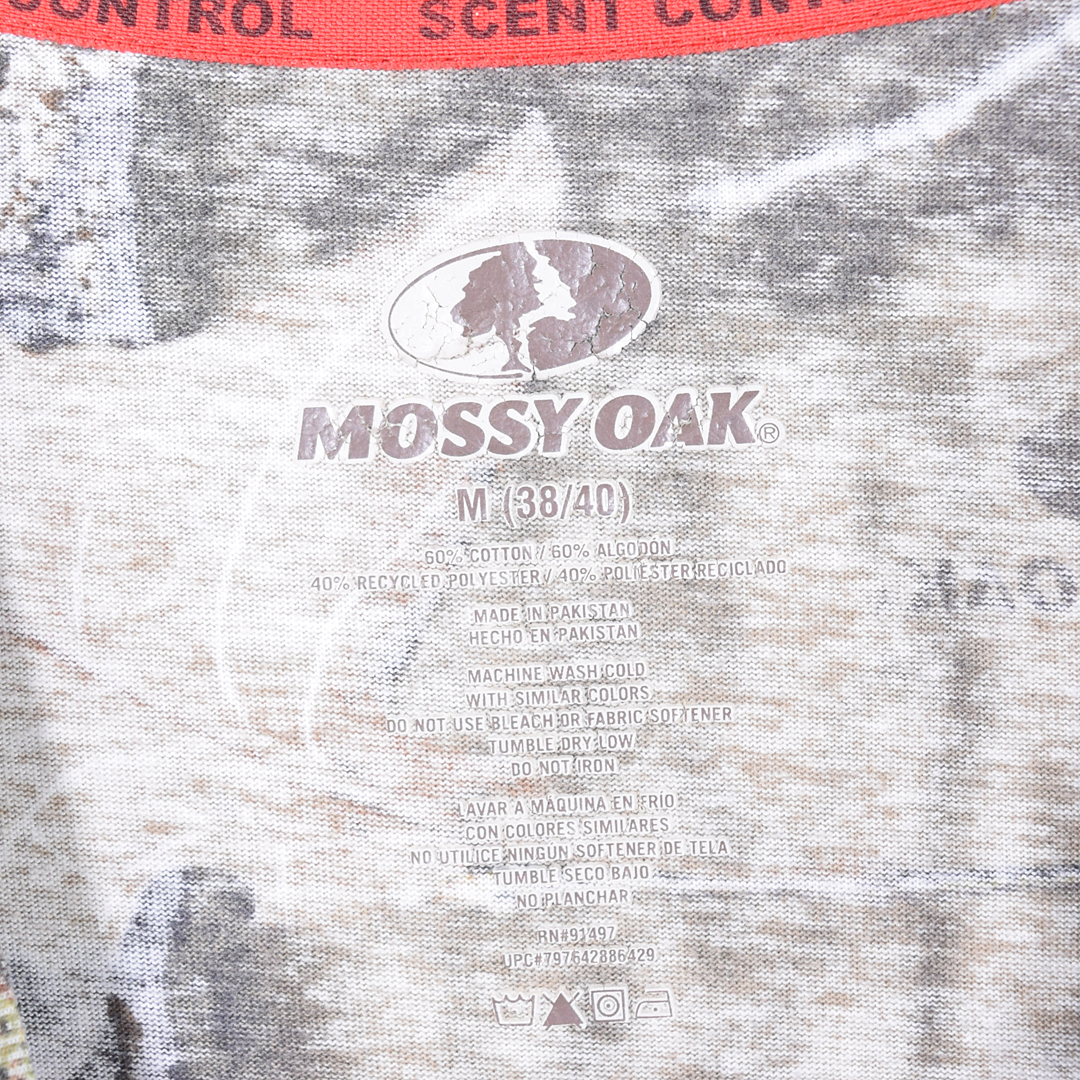 CONTROL SCENT CONT
MOSSY OAK®
M (38/40)
60% COTTON / 60% ALGODÓN
40% RECYCLED POLYESTER / 40% POLIESTER RECICLADO
MADE IN PAKISTAN
HECHO EN PAKISTAN
MACHINE WASH COLD
WITH SIMILAR COLORS
DO NOT USE BLEACH OR FABRIC SOFTENER
TUMBLE DRY LOW
DO NOT IRON
LAVAR A MÁQUINA EN FRÍO
CON COLORES SIMILARES
NO UTILICE NINGUN SOFTENER DE TELA
TUMBLE SECO BAJO
NO PLANCHAR
RN#91497
UPC#797642886429